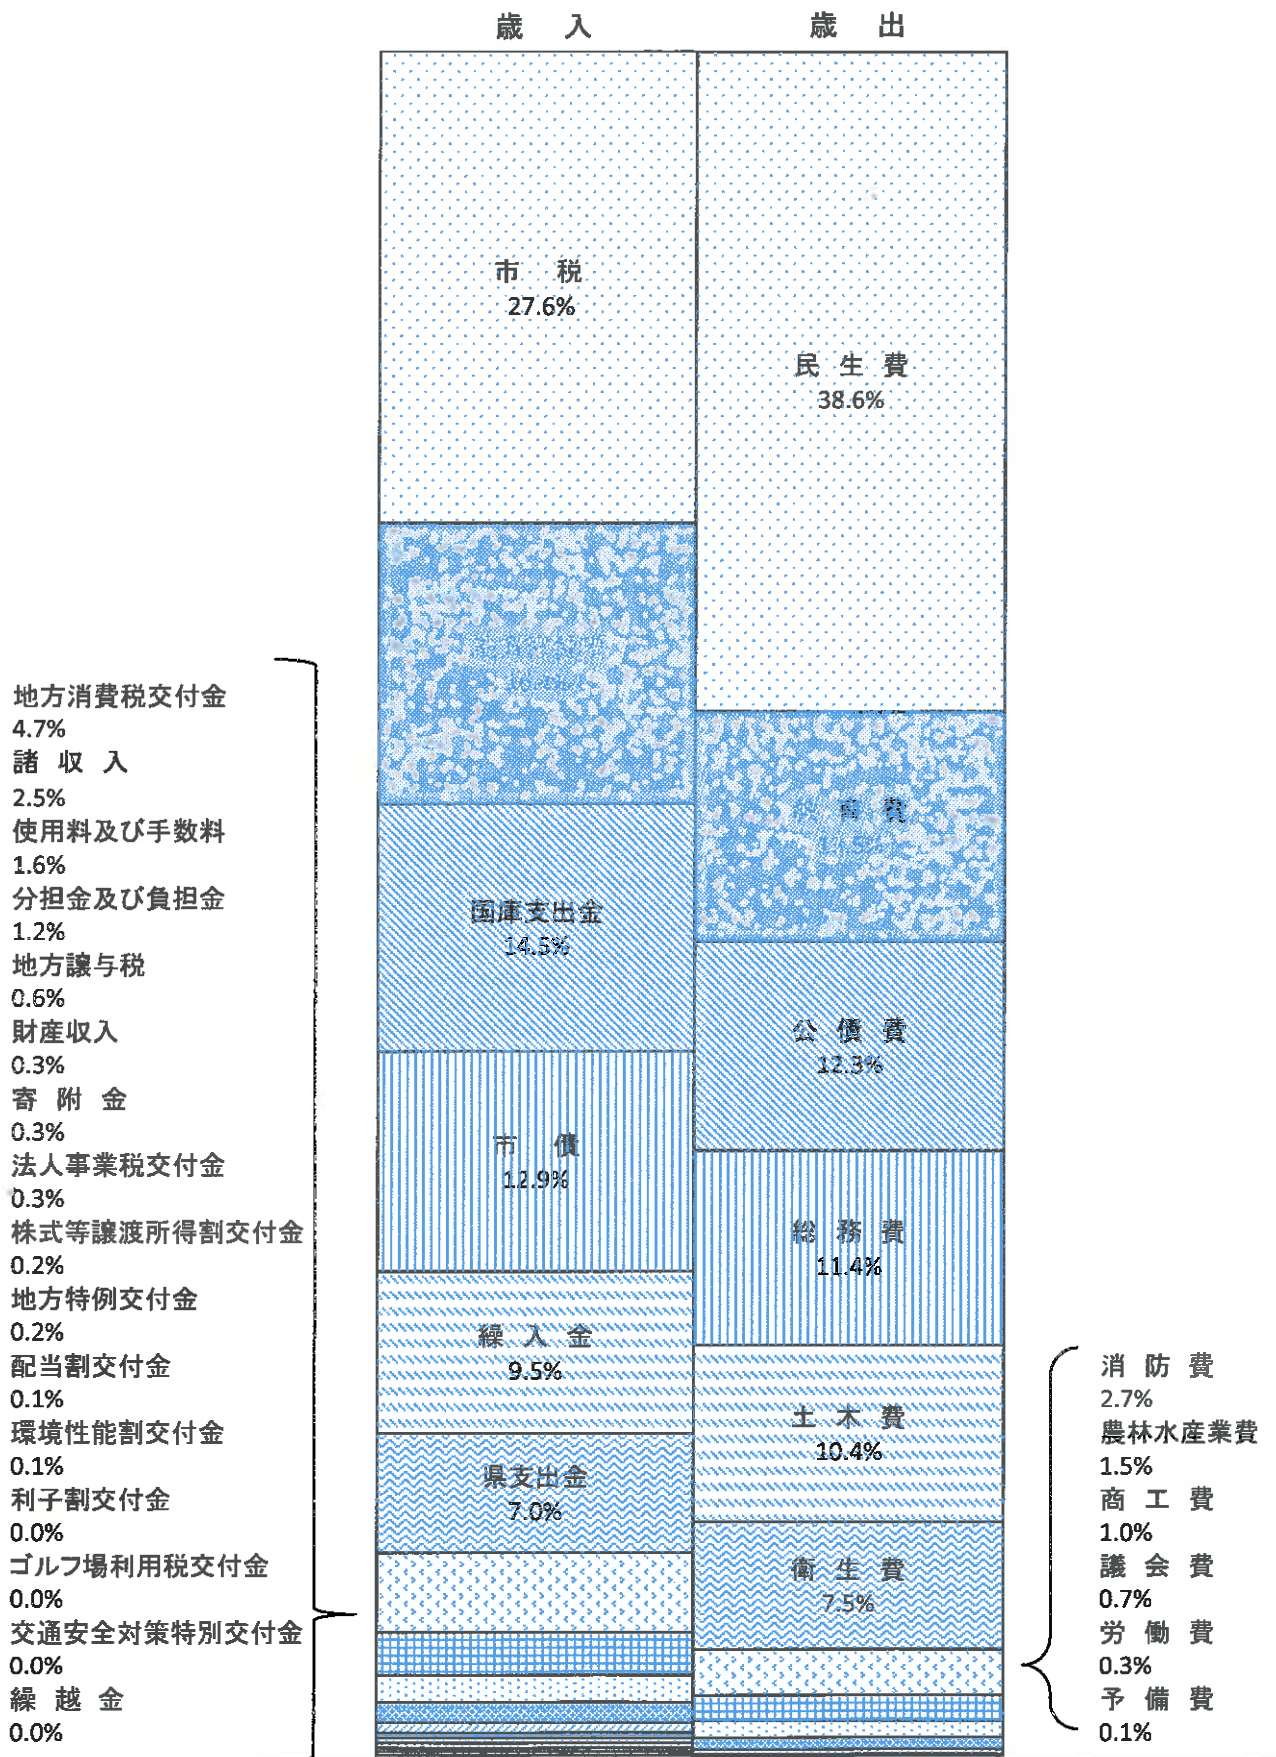 歳 入
歳 出
市 税
27.6%
国庫支出金
14.5%
市 債
12.9%
繰 入 金
9.5%
県支出金
7.0%
民 生 費
38.6%
育 費
公 債 費
12.3%
総 務 費
11.4%
土 木 費
10.4%
衛 生 費
7.5%
地方消費税交付金
4.7%
諸 収 入
2.5%
使用料及び手数料
1.6%
分担金及び負担金
1.2%
地方譲与税
0.6%
財産収入
0.3%
寄 附 金
0.3%
法人事業税交付金
0.3%
株式等譲渡所得割交付金
0.2%
地方特例交付金
0.2%
配当割交付金
0.1%
環境性能割交付金
0.1%
利子割交付金
0.0%
ゴルフ場利用税交付金
0.0%
交通安全対策特別交付金
0.0%
繰 越 金
0.0%
消 防 費
2.7%
農林水産業費
1.5%
商 工 費
1.0%
議 会 費
0.7%
労 働 費
0.3%
予 備 費
0.1%